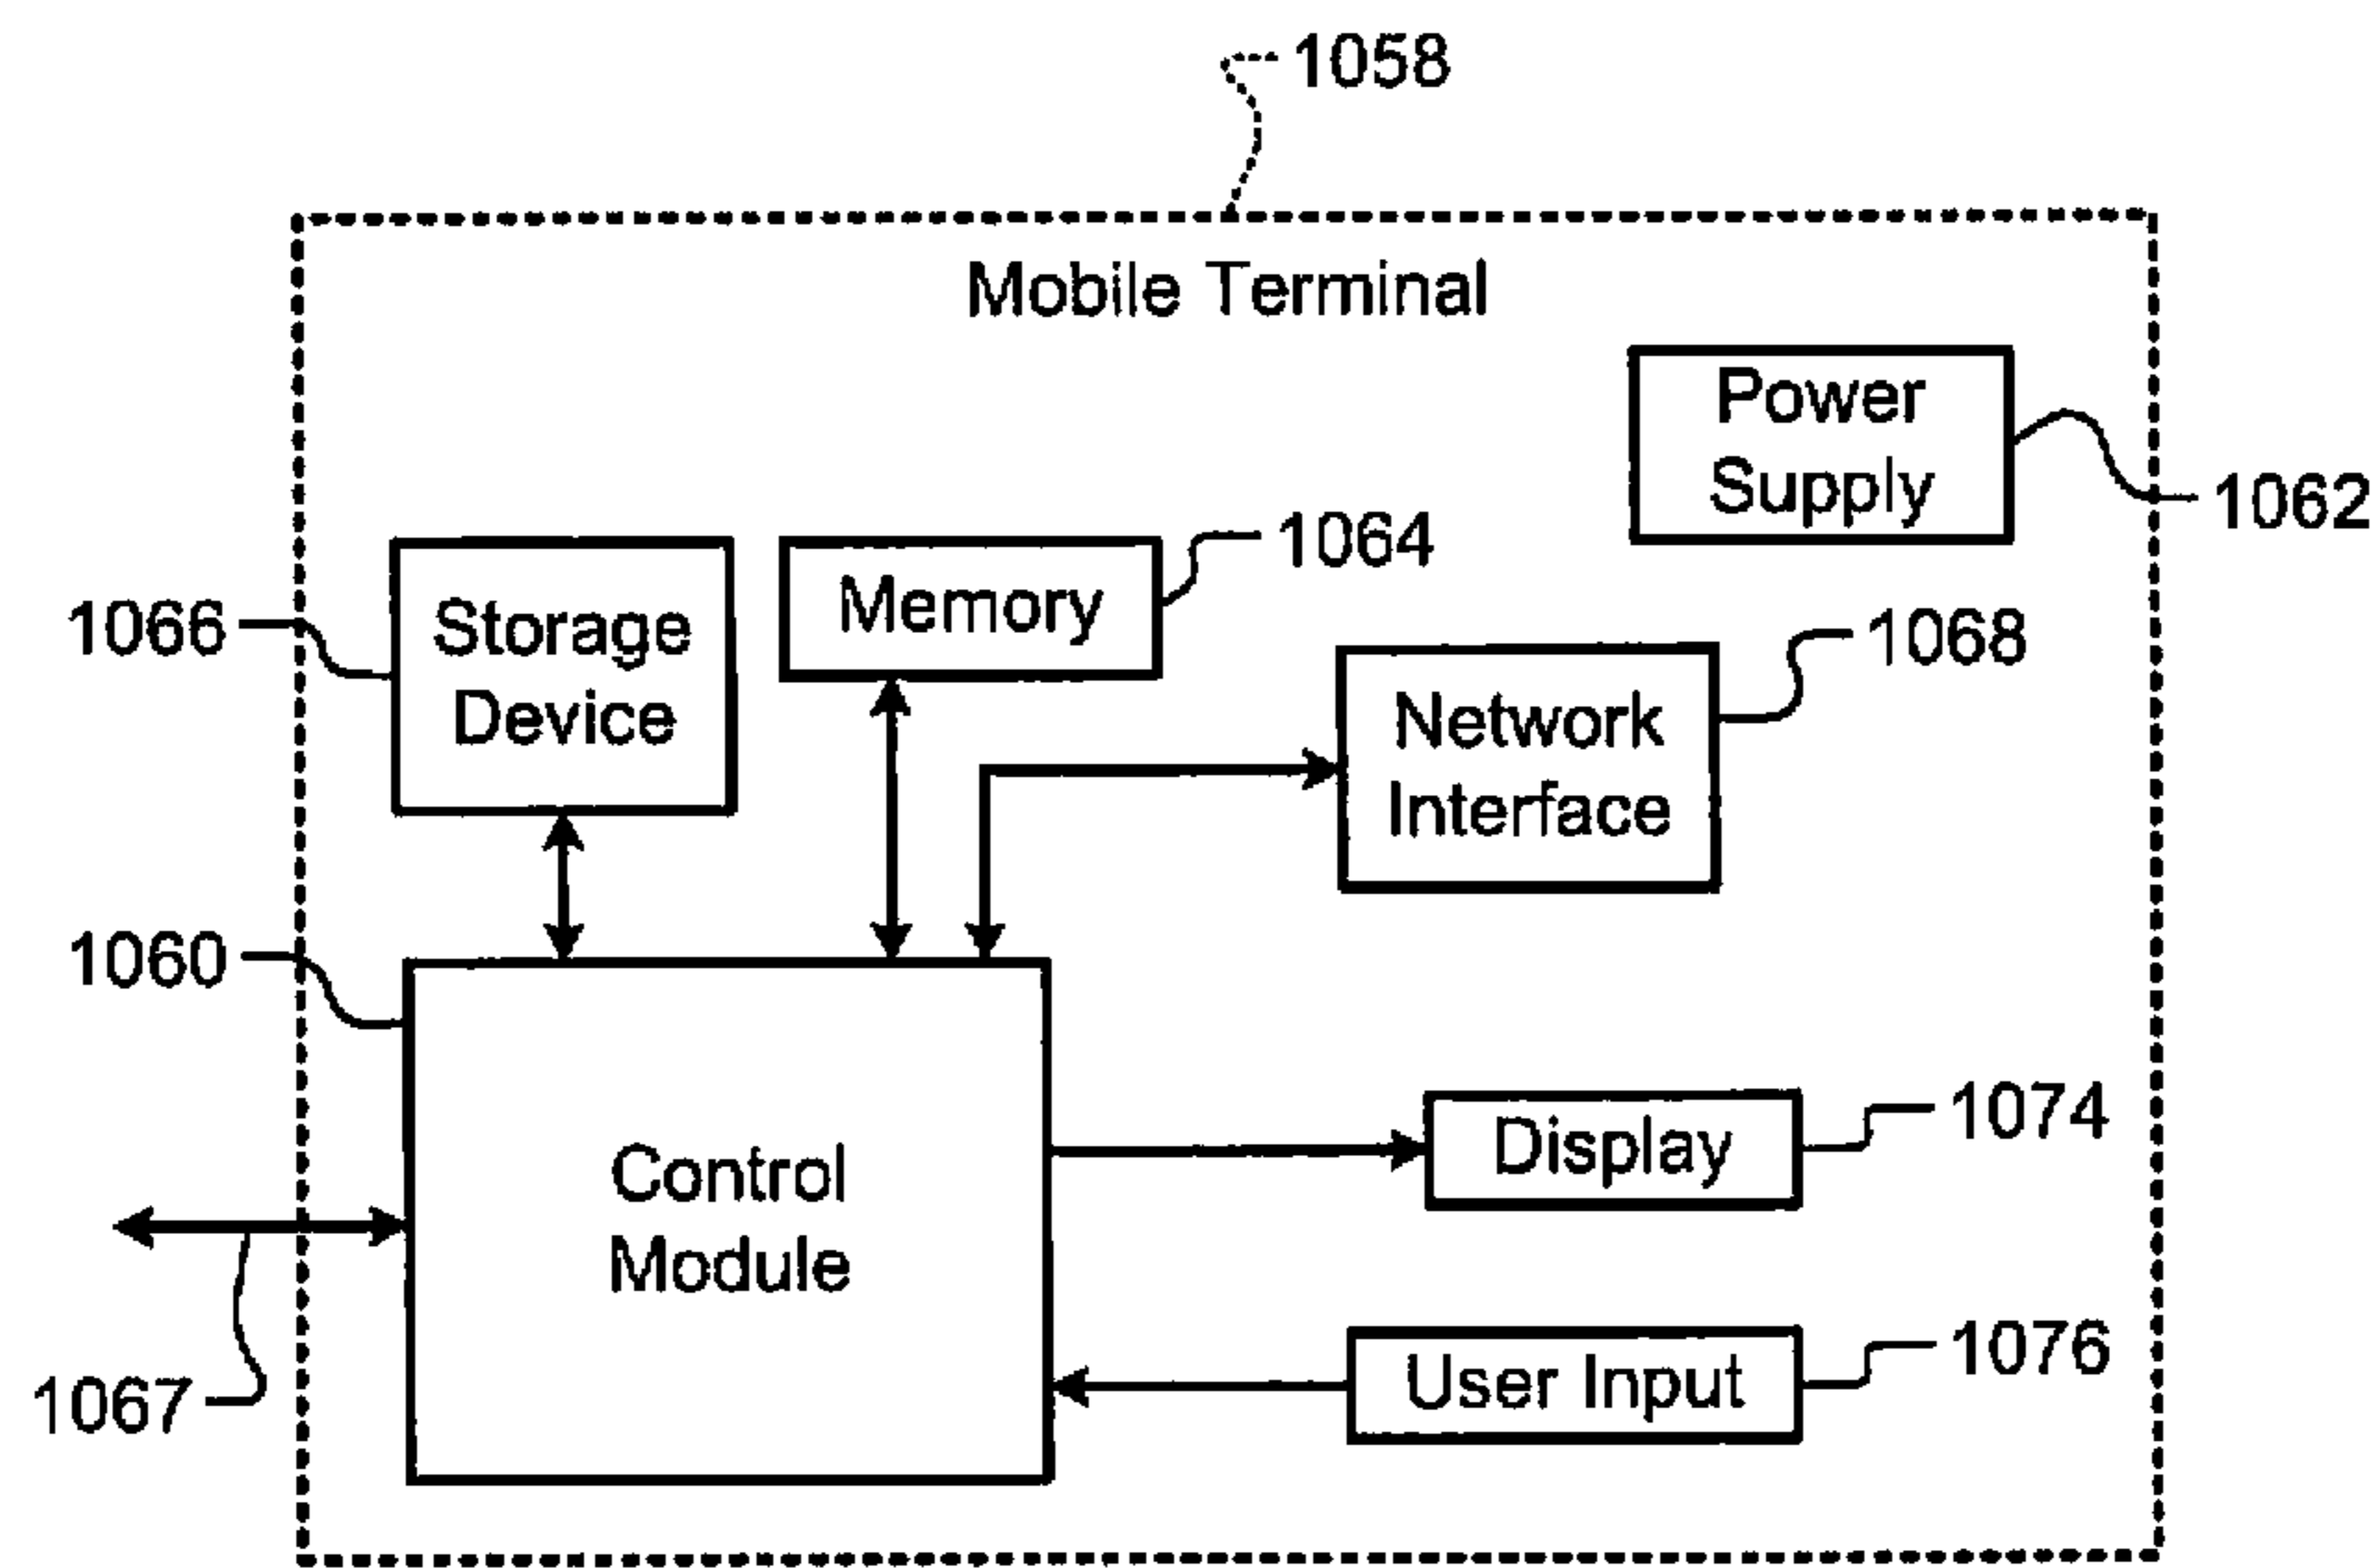 1058
Mobile Terminal
Power
Supply
1062
1064
Memory
1066
Storage
Device
1068
Network
Interface
1060
Control
Module
1074
Display
1067
1076
User Input